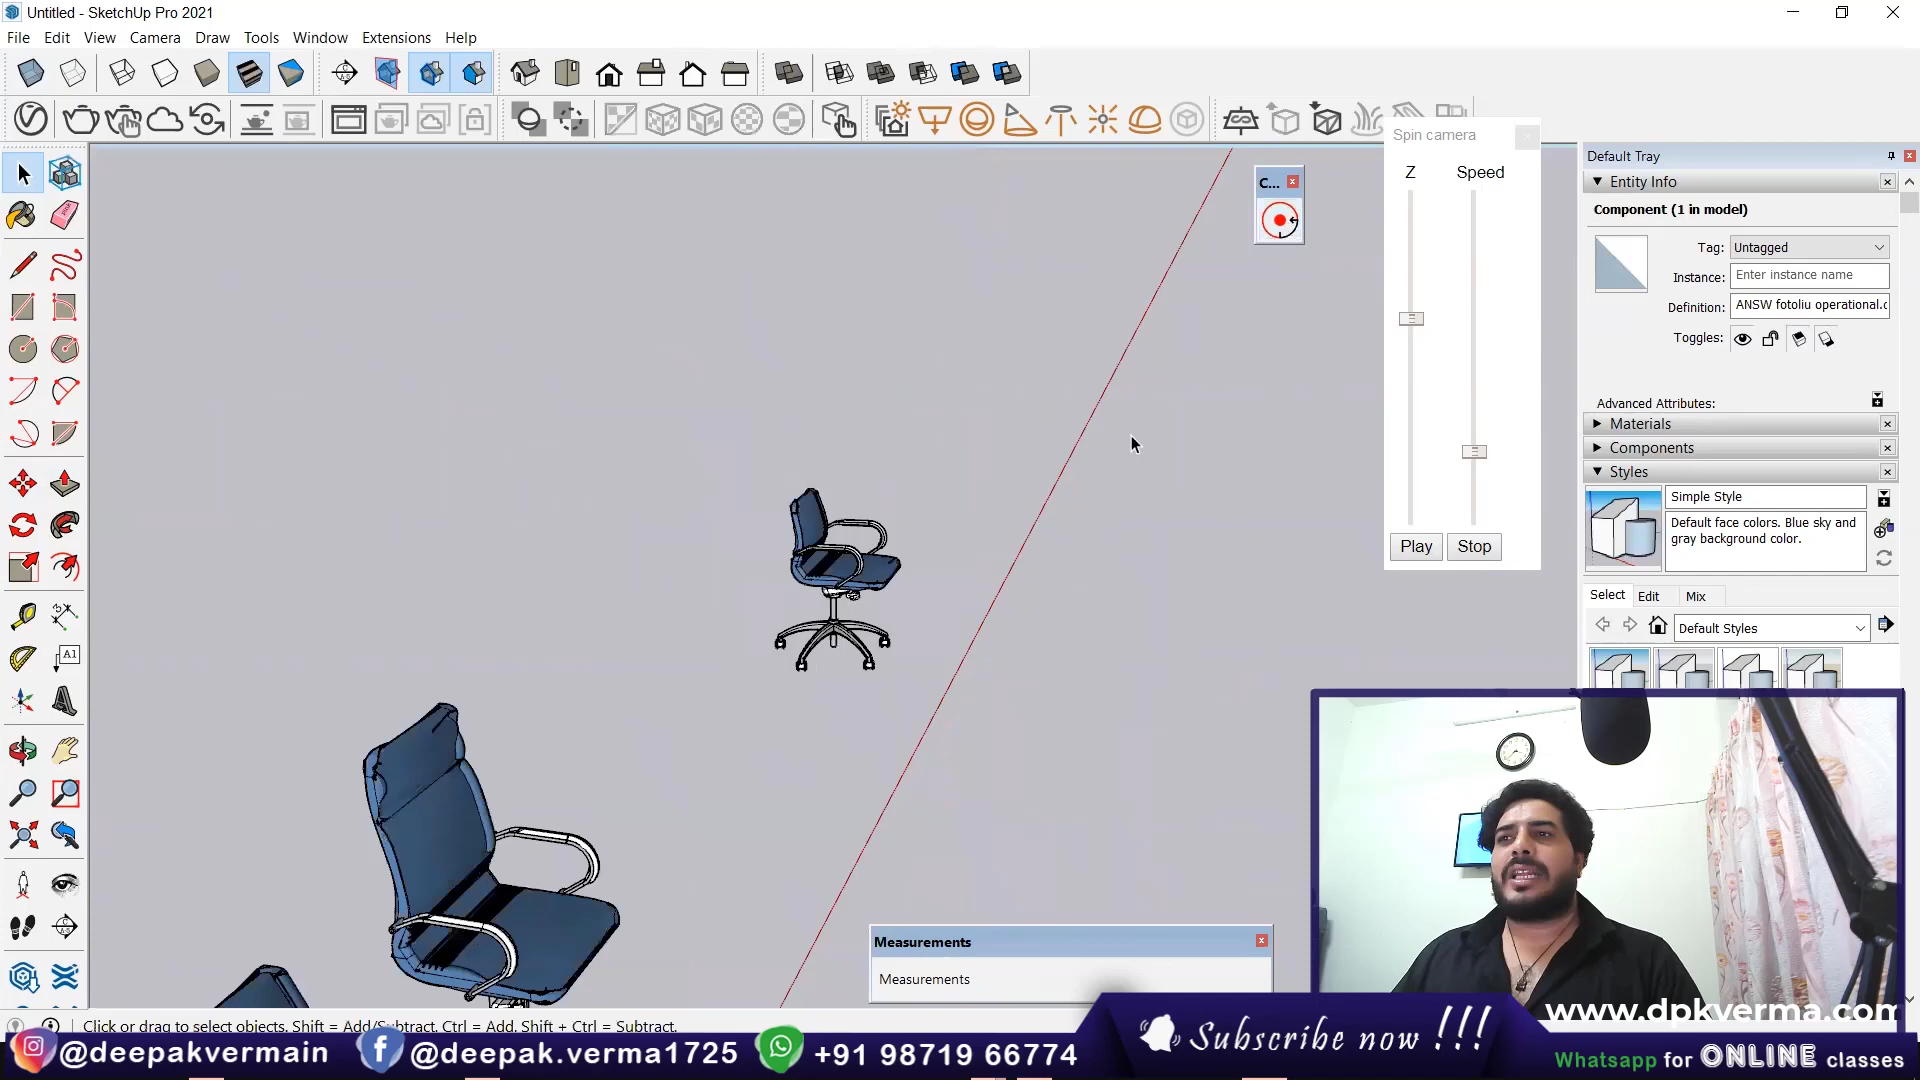 Untitled - SketchUp Pro 2021
File Edit View Camera Draw Tools Window Extensions Help
Spin camera
Z Speed
C...
Play Stop
Default Tray
Entity Info
Component (1 in model)
Tag: Untagged
Instance: Enter instance name
Definition: ANSW fotoliu operational.c
Toggles:
Advanced Attributes:
Materials
Components
Styles
Simple Style
Default face colors. Blue sky and
gray background color.
Select Edit Mix
Default Styles
Measurements
Measurements
Click or drag to select objects. Shift = Add/Subtract. Ctrl = Add. Shift + Ctrl = Subtract.
www.dpkverma.com
@deepakvermain @deepak.verma1725 +91 98719 66774 Subscribe now !!! Whatsapp for ONLINE classes